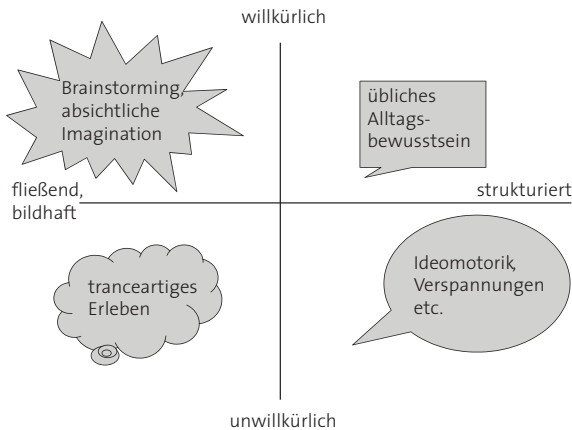 willkürlich
Brainstorming,
absichtliche
Imagination
übliches
Alltags-
bewusstsein
fließend,
bildhaft
strukturiert
tranceartiges
Erleben
Ideomotorik,
Verspannungen
etc.
unwillkürlich